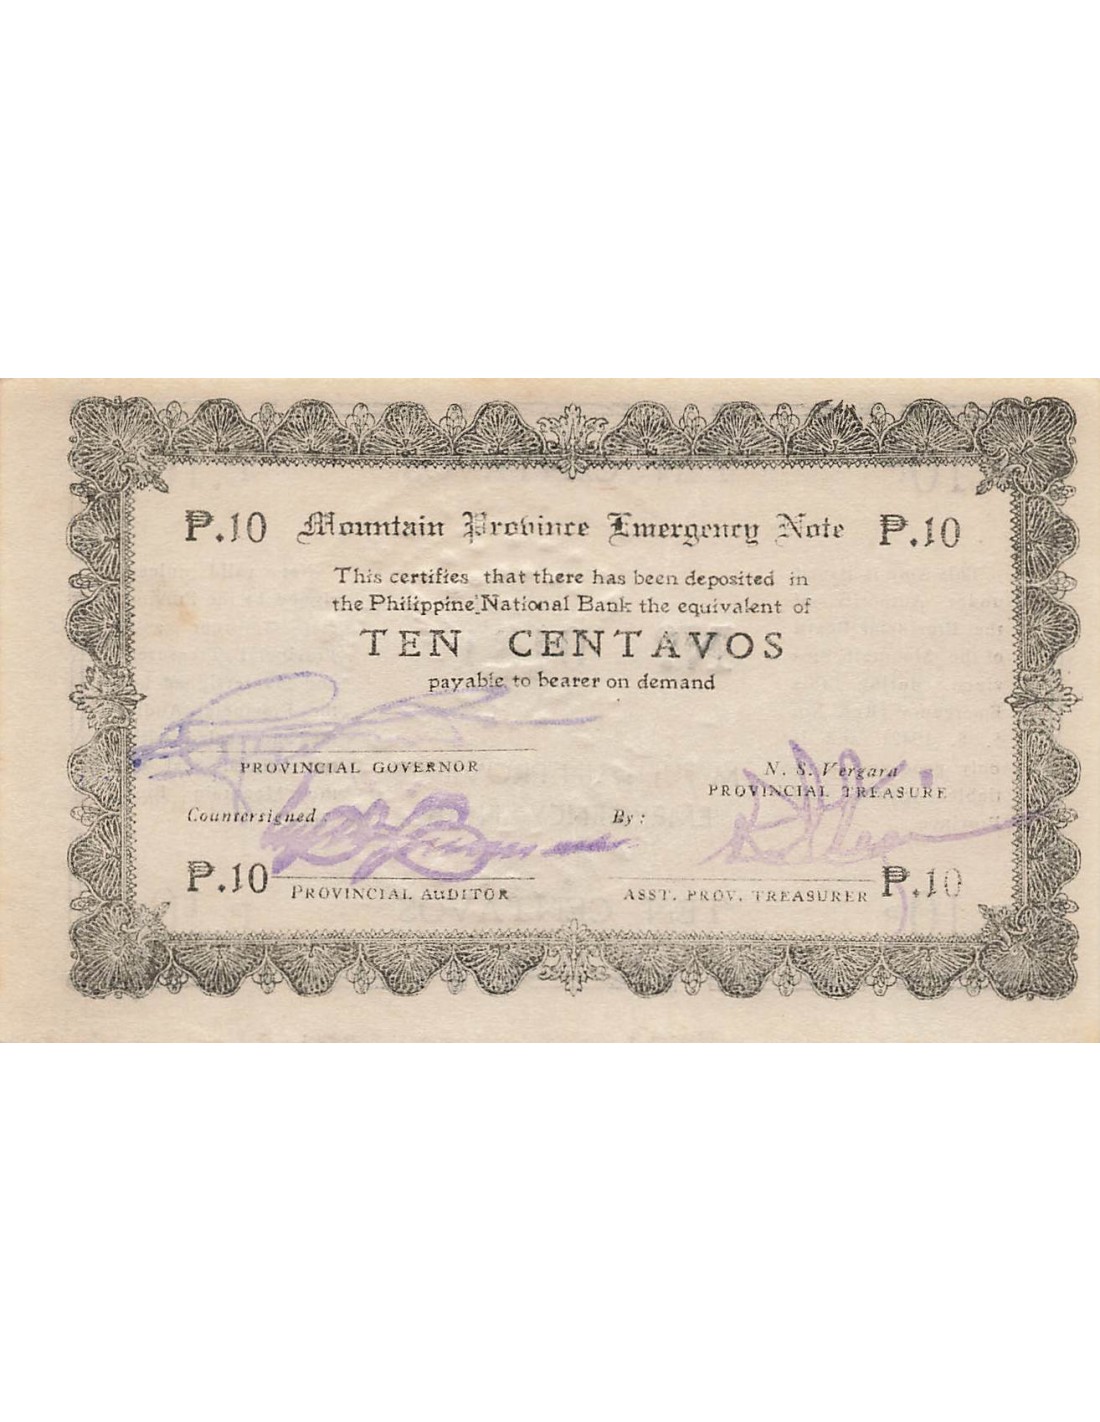 ₱.10 Mountain Province Emergency Note ₱.10
This certifies that there has been deposited in
the Philippine National Bank the equivalent of
TEN CENTAVOS
payable to bearer on demand
PROVINCIAL GOVERNOR
N. S. Vergara
PROVINCIAL TREASURE
Countersigned :
By :
₱.10
PROVINCIAL AUDITOR
ASST. PROV. TREASURER
₱.10